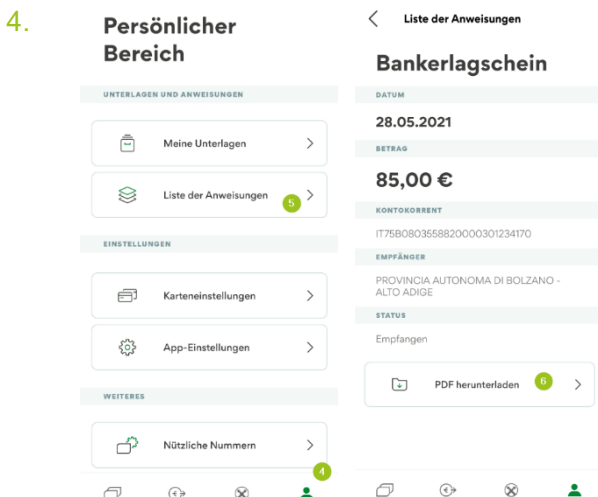 4.
Persönlicher
Bereich
UNTERLAGEN UND ANWEISUNGEN
Meine Unterlagen
Liste der Anweisungen
5
EINSTELLUNGEN
Karteneinstellungen
App-Einstellungen
WEITERES
Nützliche Nummern
4
Liste der Anweisungen
Bankerlagschein
DATUM
28.05.2021
BETRAG
85,00 €
KONTOKORRENT
IT75B0803558820000301234170
EMPFÄNGER
PROVINCIA AUTONOMA DI BOLZANO -
ALTO ADIGE
STATUS
Empfangen
PDF herunterladen
6